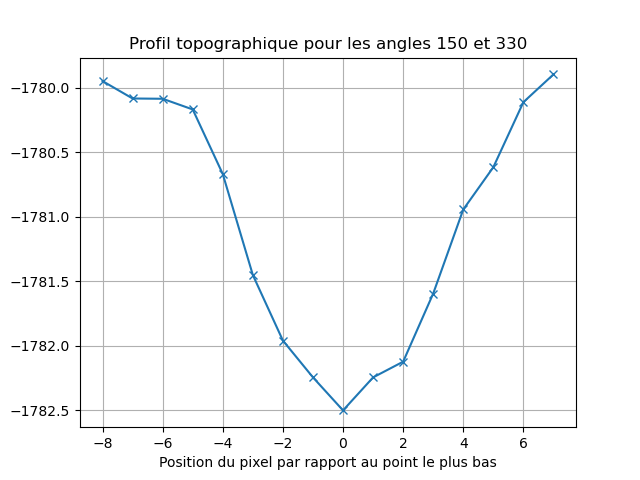 Profil topographique pour les angles 150 et 330
−1780.0
−1780.5
−1781.0
−1781.5
−1782.0
−1782.5
−8 −6 −4 −2 0 2 4 6
Position du pixel par rapport au point le plus bas